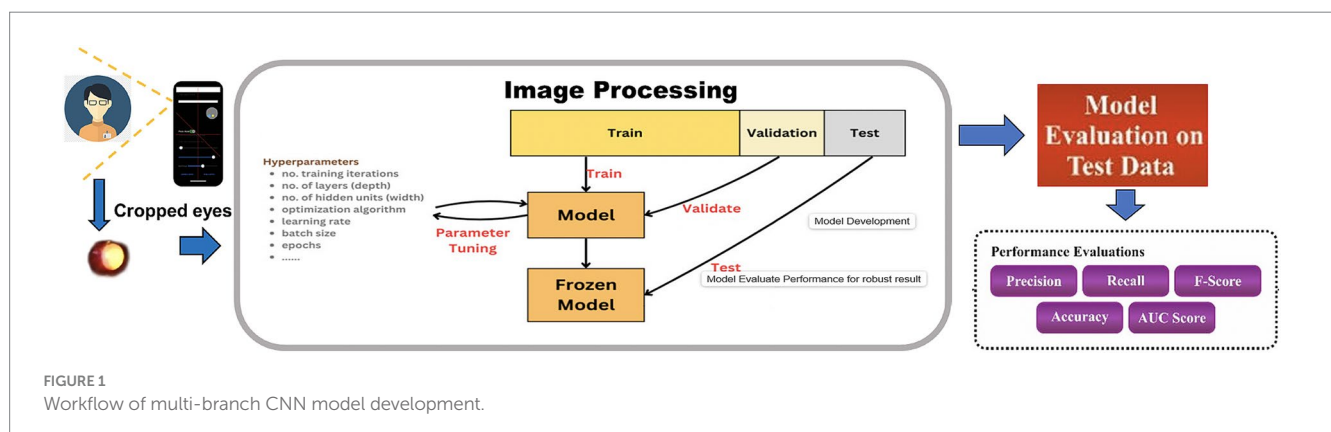 Cropped eyes
Image Processing
Train
Validation
Test
Hyperparameters
• no. training iterations
• no. of layers (depth)
• no. of hidden units (width)
• optimization algorithm
• learning rate
• batch size
• epochs
• ......
Train
Model
Validate
Parameter
Tuning
Model Development
Test
Model Evaluate Performance for robust result
Frozen
Model
Model
Evaluation on
Test Data
Performance Evaluations
Precision
Recall
F-Score
Accuracy
AUC Score
FIGURE 1
Workflow of multi-branch CNN model development.